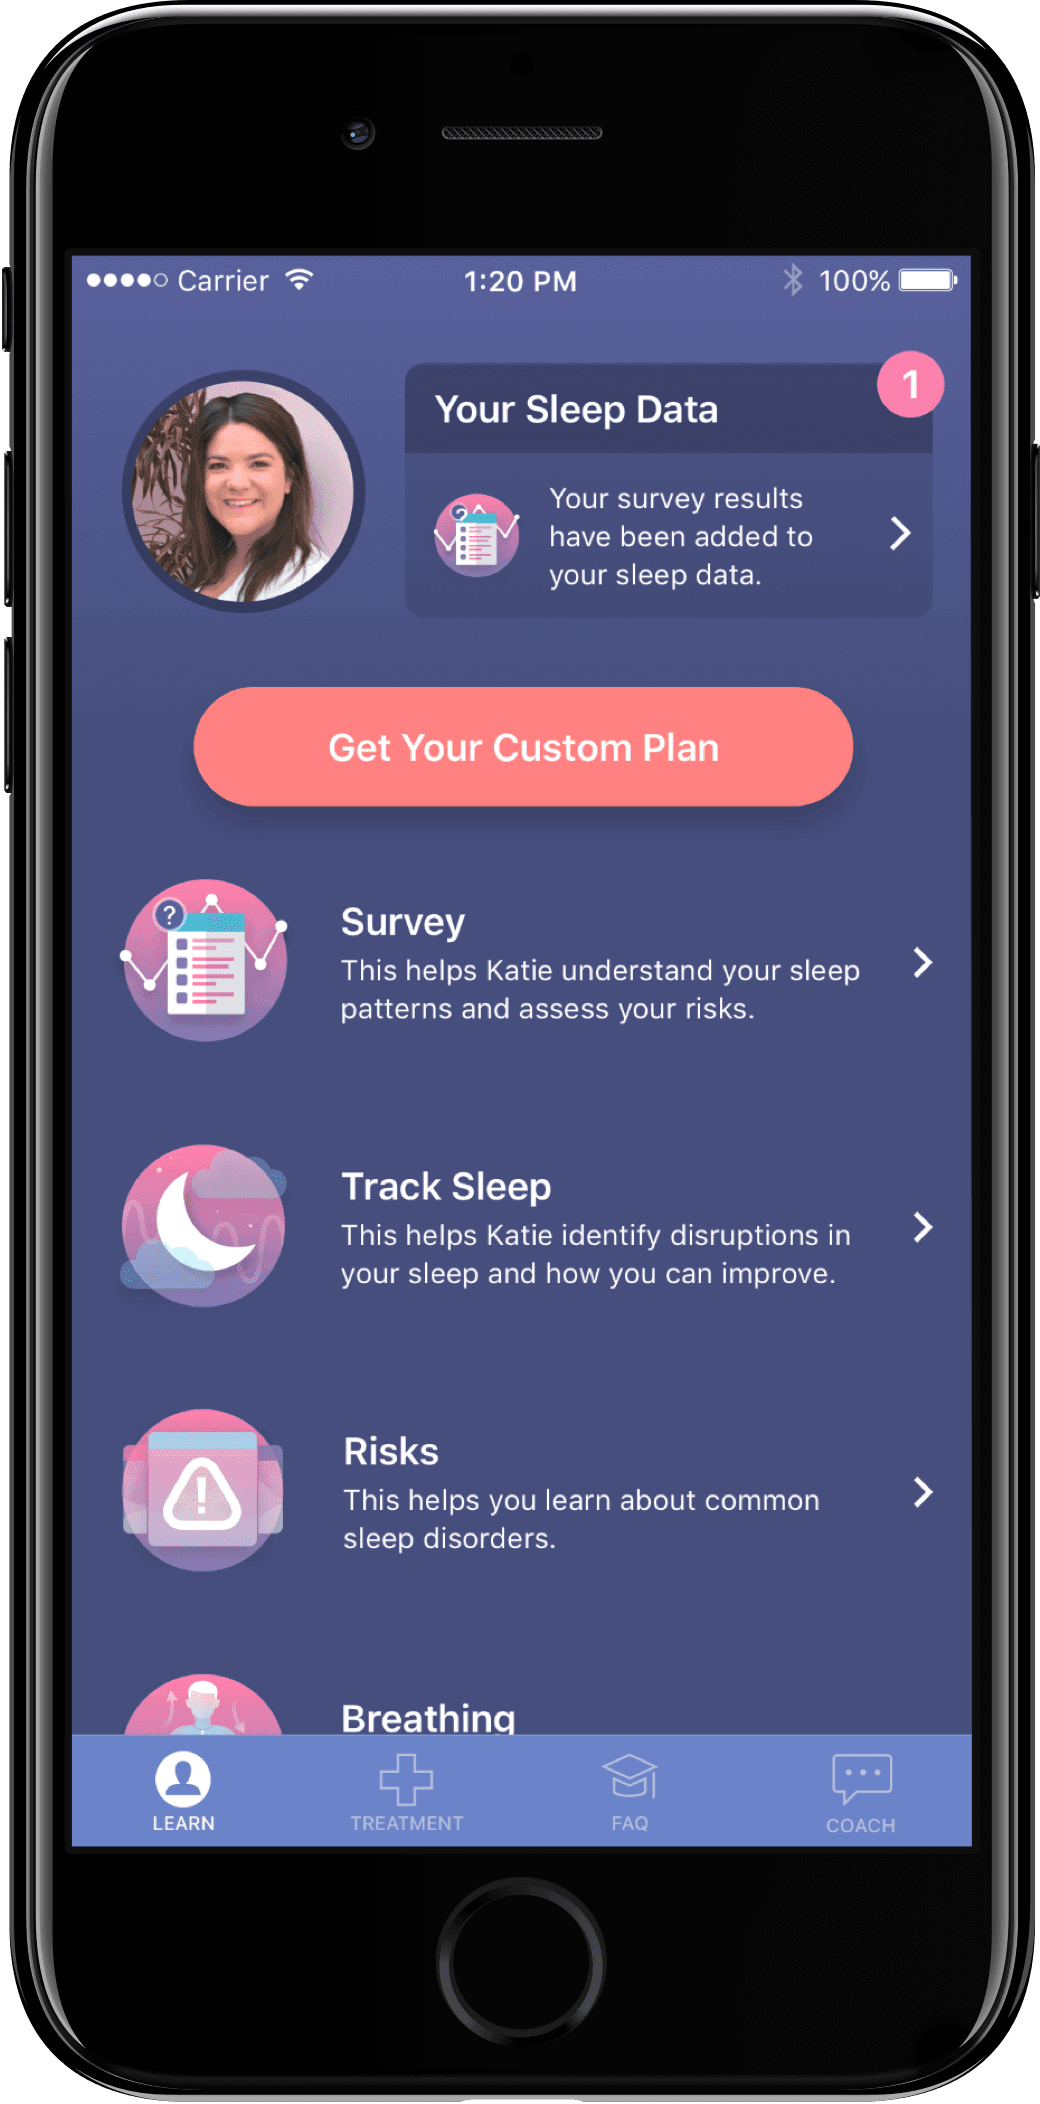 Carrier
1:20 PM
100%
Your Sleep Data
1
Your survey results
have been added to
your sleep data.
Get Your Custom Plan
?
Survey
This helps Katie understand your sleep
patterns and assess your risks.
Track Sleep
This helps Katie identify disruptions in
your sleep and how you can improve.
!
Risks
This helps you learn about common
sleep disorders.
Breathing
LEARN
TREATMENT
FAQ
COACH